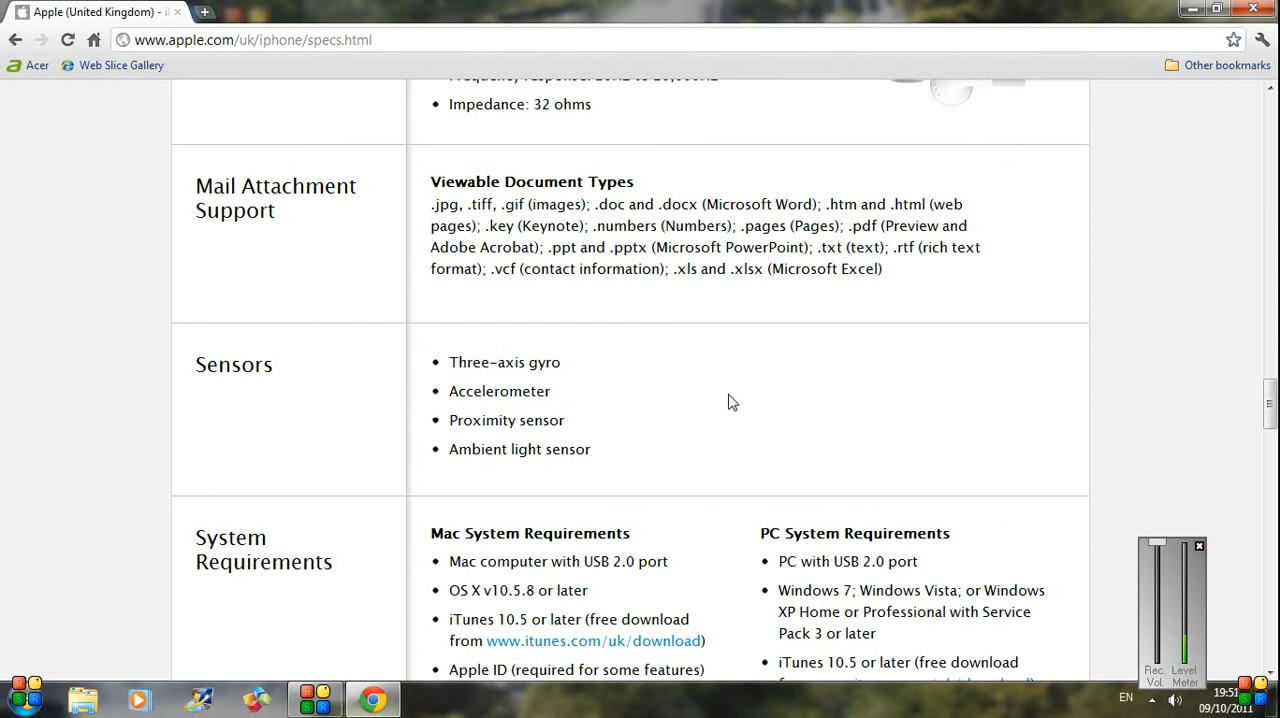 Apple (United Kingdom) - i
www.apple.com/uk/iphone/specs.html
Acer Web Slice Gallery Other bookmarks
• Impedance: 32 ohms
Mail Attachment
Support
Viewable Document Types
.jpg, .tiff, .gif (images); .doc and .docx (Microsoft Word); .htm and .html (web
pages); .key (Keynote); .numbers (Numbers); .pages (Pages); .pdf (Preview and
Adobe Acrobat); .ppt and .pptx (Microsoft PowerPoint); .txt (text); .rtf (rich text
format); .vcf (contact information); .xls and .xlsx (Microsoft Excel)
Sensors
• Three-axis gyro
• Accelerometer
• Proximity sensor
• Ambient light sensor
System
Requirements
Mac System Requirements
• Mac computer with USB 2.0 port
• OS X v10.5.8 or later
• iTunes 10.5 or later (free download
from www.itunes.com/uk/download)
• Apple ID (required for some features)
PC System Requirements
• PC with USB 2.0 port
• Windows 7; Windows Vista; or Windows
XP Home or Professional with Service
Pack 3 or later
• iTunes 10.5 or later (free download
Rec. Level
Vol. Meter
B S R
EN
19:51
09/10/2011